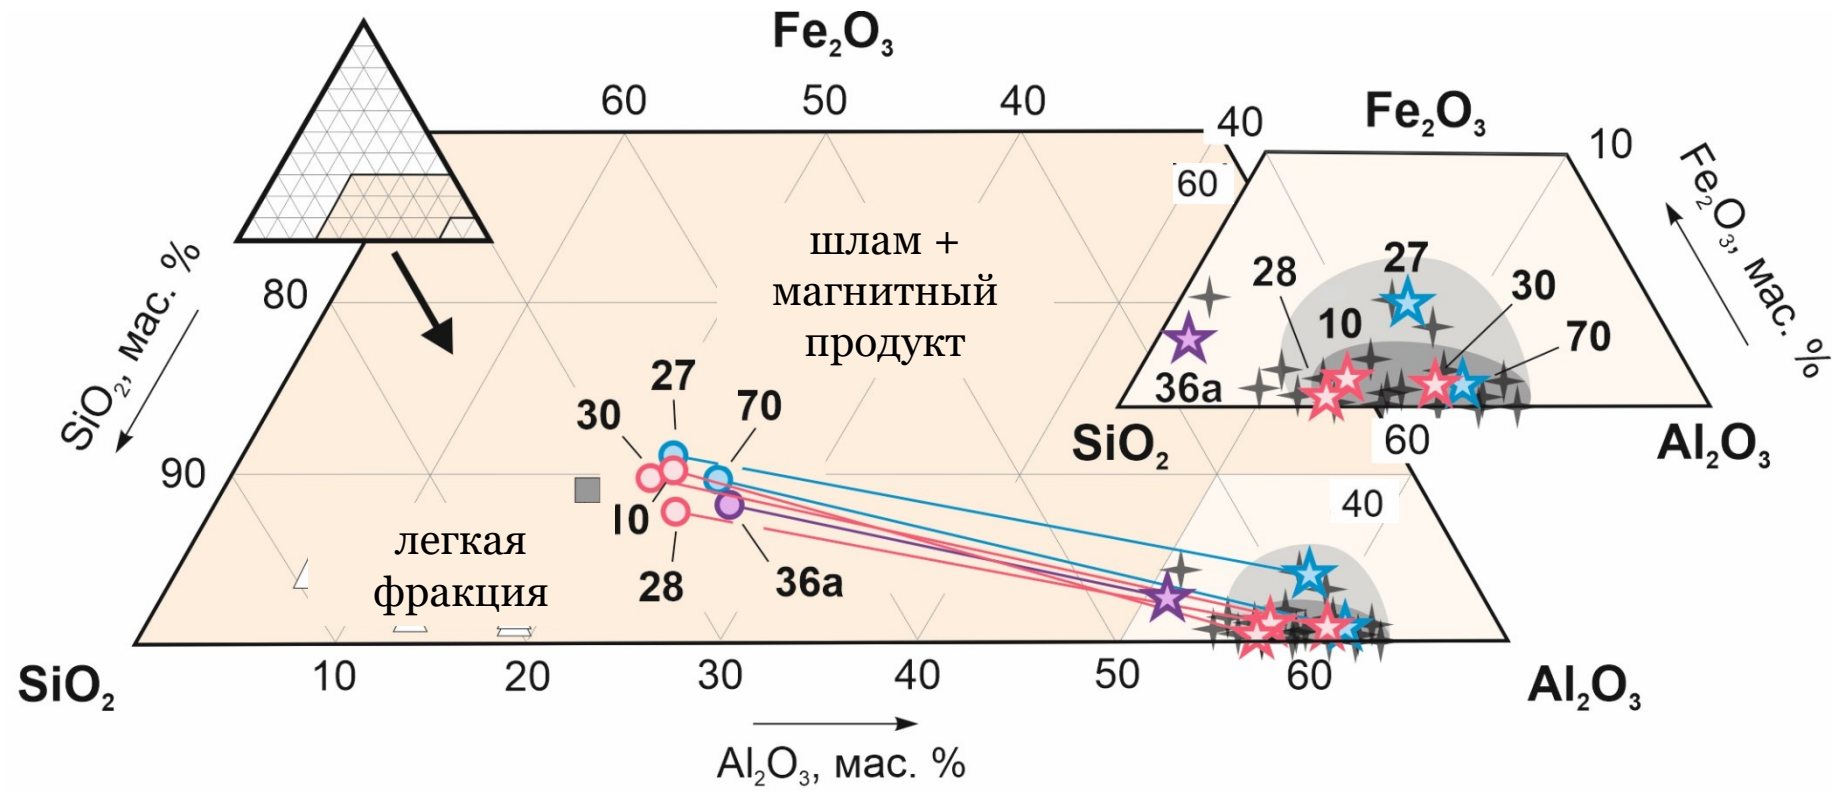 Fe₂O₃
60 50 40
40
Fe₂O₃
10
60
Fe₂O₃, мас. %
SiO₂, мас. %
80
шлам +
магнитный
продукт
27
28
30
10
70
36a
SiO₂
60
Al₂O₃
27
30
70
90
10
28
36a
40
легкая
фракция
SiO₂
10 20 30 40 50 60
Al₂O₃
Al₂O₃, мас. %